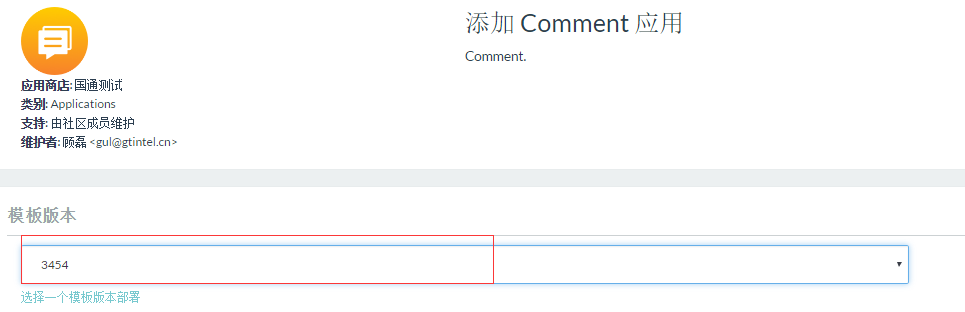 添加 Comment 应用
Comment.
应用商店: 国通测试
类别: Applications
支持: 由社区成员维护
维护者: 顾磊 <gul@gtintel.cn>
模板版本
3454
选择一个模板版本部署